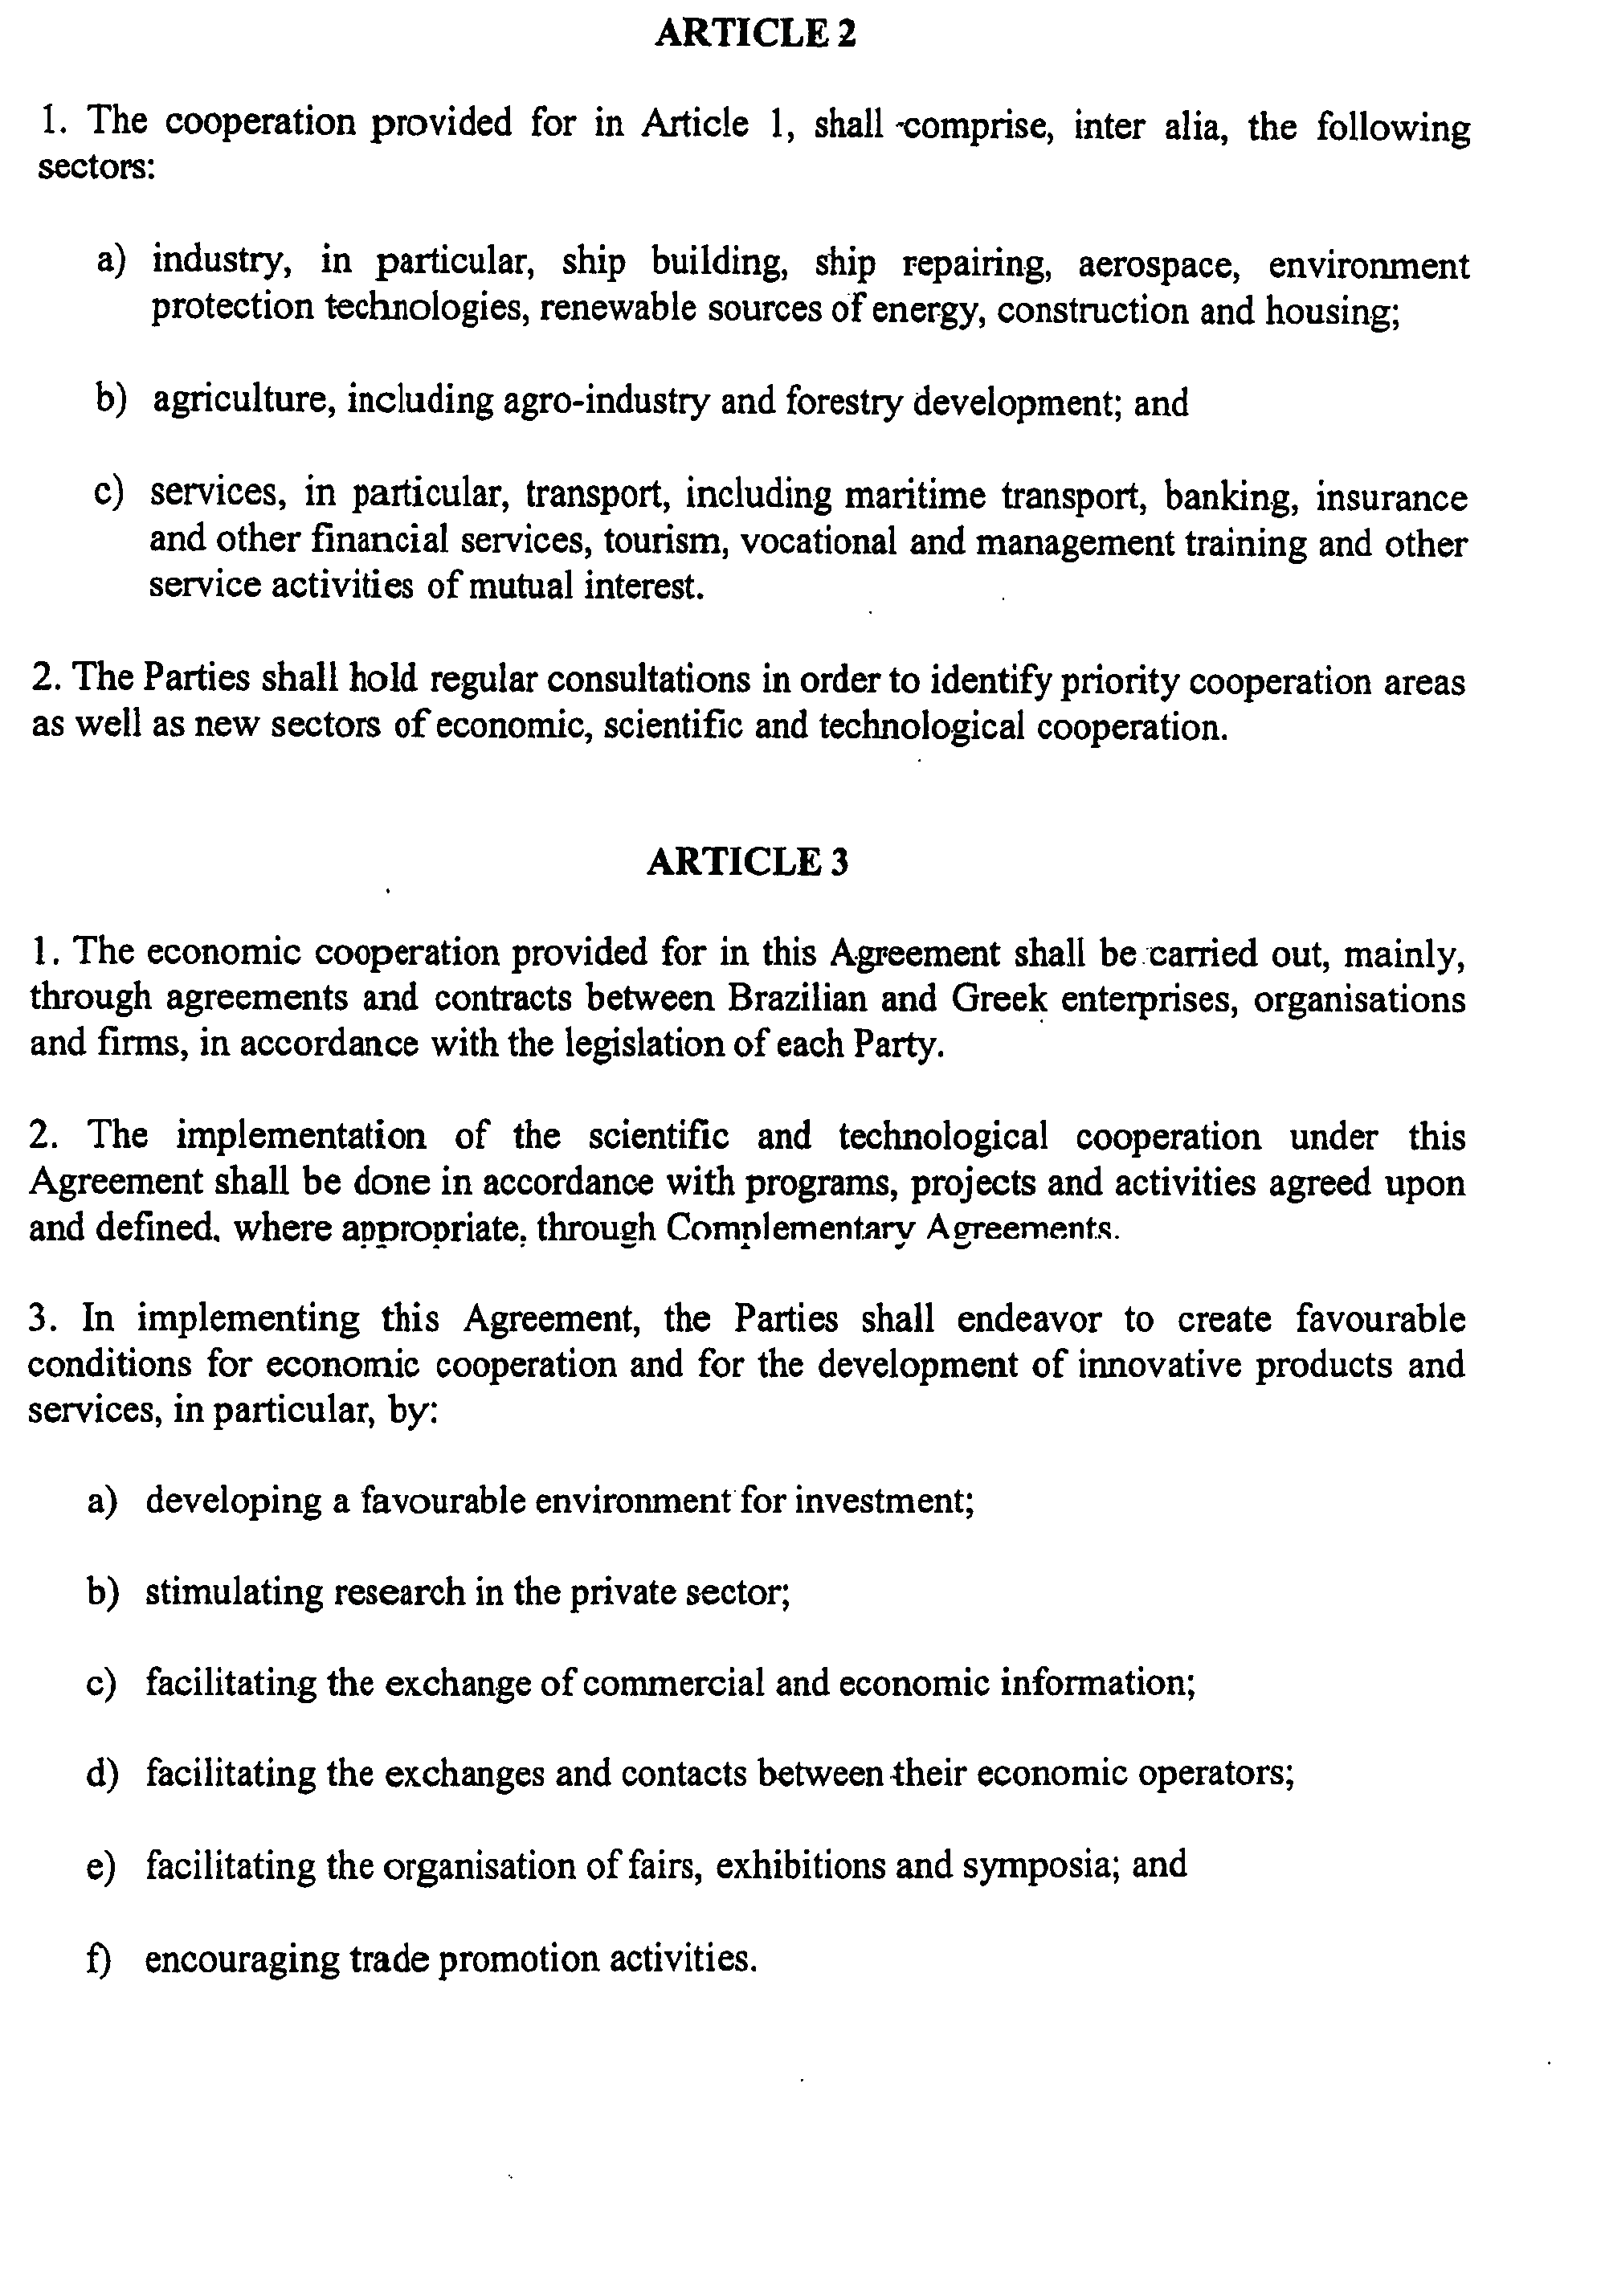 ARTICLE 2
1. The cooperation provided for in Article 1, shall comprise, inter alia, the following
sectors:
a) industry, in particular, ship building, ship repairing, aerospace, environment
protection technologies, renewable sources of energy, construction and housing;
b) agriculture, including agro-industry and forestry development; and
c) services, in particular, transport, including maritime transport, banking, insurance
and other financial services, tourism, vocational and management training and other
service activities of mutual interest.
2. The Parties shall hold regular consultations in order to identify priority cooperation areas
as well as new sectors of economic, scientific and technological cooperation.
ARTICLE 3
1. The economic cooperation provided for in this Agreement shall be carried out, mainly,
through agreements and contracts between Brazilian and Greek enterprises, organisations
and firms, in accordance with the legislation of each Party.
2. The implementation of the scientific and technological cooperation under this
Agreement shall be done in accordance with programs, projects and activities agreed upon
and defined, where appropriate, through Complementary Agreements.
3. In implementing this Agreement, the Parties shall endeavor to create favourable
conditions for economic cooperation and for the development of innovative products and
services, in particular, by:
a) developing a favourable environment for investment;
b) stimulating research in the private sector;
c) facilitating the exchange of commercial and economic information;
d) facilitating the exchanges and contacts between their economic operators;
e) facilitating the organisation of fairs, exhibitions and symposia; and
f) encouraging trade promotion activities.